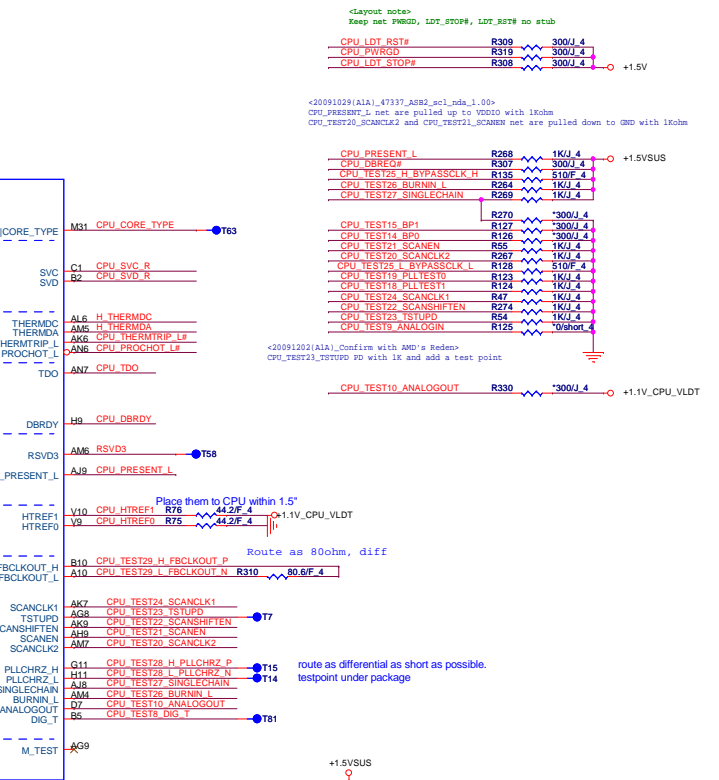 <Layout note>
Keep net PWRGD, LDT_STOP#, LDT_RST# no stub
CPU_LDT_RST# R309 300/J_4
CPU_PWRGD R319 300/J_4
CPU_LDT_STOP# R308 300/J_4 +1.5V
<20091029(A1A)_47337_ASB2_scl_nda_1.00>
CPU_PRESENT_L net are pulled up to VDDIO with 1Kohm
CPU_TEST20_SCANCLK2 and CPU_TEST21_SCANEN net are pulled down to GND with 1Kohm
CPU_PRESENT_L R268 1K/J_4 +1.5VSUS
CPU_DBREQ# R307 300/J_4
CPU_TEST25_H_BYPASSCLK_H R135 510/F_4
CPU_TEST26_BURNIN_L R264 1K/J_4
CPU_TEST27_SINGLECHAIN R269 1K/J_4
R270 *300/J_4
CPU_TEST15_BP1 R127 *300/J_4
CPU_TEST14_BP0 R126 *300/J_4
CPU_TEST21_SCANEN R55 1K/J_4
CPU_TEST20_SCANCLK2 R267 1K/J_4
CPU_TEST25_L_BYPASSCLK_L R128 510/F_4
CPU_TEST19_PLLTEST0 R123 1K/J_4
CPU_TEST18_PLLTEST1 R124 1K/J_4
CPU_TEST24_SCANCLK1 R47 1K/J_4
CPU_TEST22_SCANSHIFTEN R274 1K/J_4
CPU_TEST23_TSTUPD R54 1K/J_4
CPU_TEST9_ANALOGIN R125 *0/short_4
<20091202(A1A)_Confirm with AMD's Reden>
CPU_TEST23_TSTUPD PD with 1K and add a test point
CPU_TEST10_ANALOGOUT R330 *300/J_4 +1.1V_CPU_VLDT
CORE_TYPE M31 CPU_CORE_TYPE T63
SVC C1 CPU_SVC_R
SVD B2 CPU_SVD_R
THERMDC AL6 H_THERMDC
THERMDA AM5 H_THERMDA
HERMTRIP_L AK6 CPU_THERMTRIP_L#
PROCHOT_L AN6 CPU_PROCHOT_L#
TDO AN7 CPU_TDO
DBRDY H9 CPU_DBRDY
RSVD3 AM6 RSVD3 T58
_PRESENT_L AJ9 CPU_PRESENT_L
Place them to CPU within 1.5"
HTREF1 V10 CPU_HTREF1 R76 44.2/F_4 +1.1V_CPU_VLDT
HTREF0 V9 CPU_HTREF0 R75 44.2/F_4
Route as 80ohm, diff
FBCLKOUT_H B10 CPU_TEST29_H_FBCLKOUT_P
FBCLKOUT_L A10 CPU_TEST29_L_FBCLKOUT_N R310 80.6/F_4
SCANCLK1 AK7 CPU_TEST24_SCANCLK1
TSTUPD AG8 CPU_TEST23_TSTUPD T7
CANSHIFTEN AK9 CPU_TEST22_SCANSHIFTEN
SCANEN AH9 CPU_TEST21_SCANEN
SCANCLK2 AM7 CPU_TEST20_SCANCLK2
PLLCHRZ_H G11 CPU_TEST28_H_PLLCHRZ_P T15 route as differential as short as possible.
PLLCHRZ_L H11 CPU_TEST28_L_PLLCHRZ_N T14 testpoint under package
SINGLECHAIN AJ8 CPU_TEST27_SINGLECHAIN
BURNIN_L AM4 CPU_TEST26_BURNIN_L
ANALOGOUT D7 CPU_TEST10_ANALOGOUT
DIG_T B5 CPU_TEST8_DIG_T T81
M_TEST AG9
+1.5VSUS